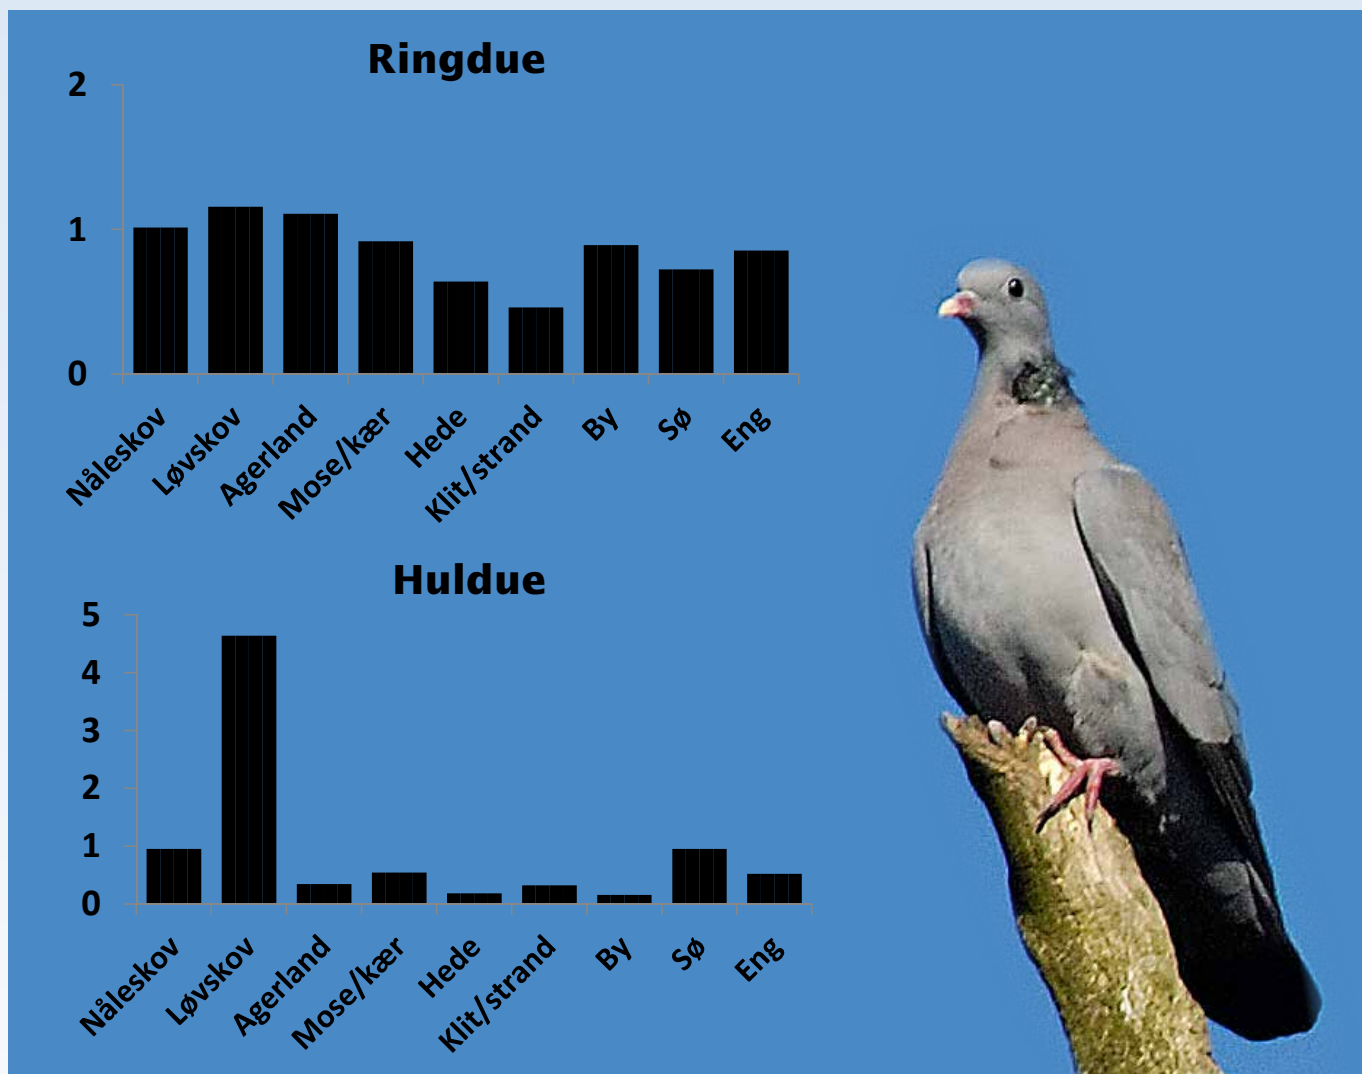 Ringdue
2
1
0
Nåleskov
Løvskov
Agerland
Mose/kær
Hede
Klit/strand
By
Sø
Eng
Huldue
5
4
3
2
1
0
Nåleskov
Løvskov
Agerland
Mose/kær
Hede
Klit/strand
By
Sø
Eng